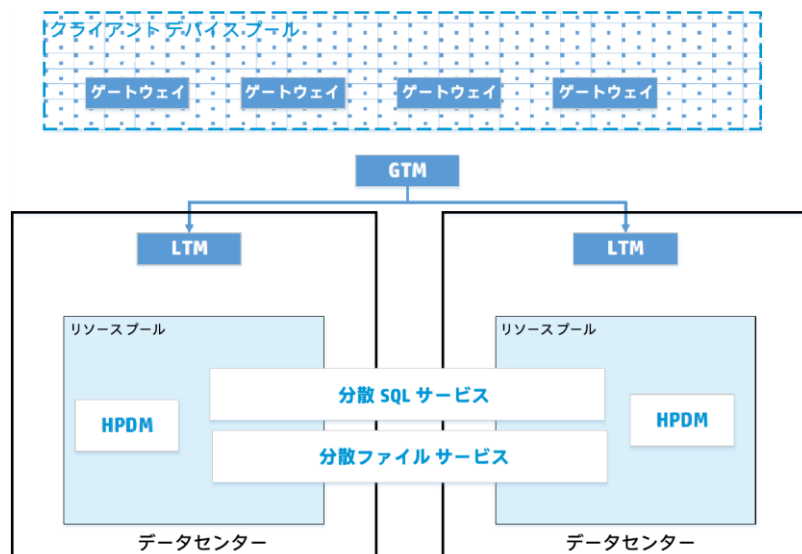 クライアント デバイス プール
ゲートウェイ ゲートウェイ ゲートウェイ ゲートウェイ
GTM
LTM LTM
リソース プール リソース プール
分散 SQL サービス
HPDM HPDM
分散ファイル サービス
データセンター データセンター